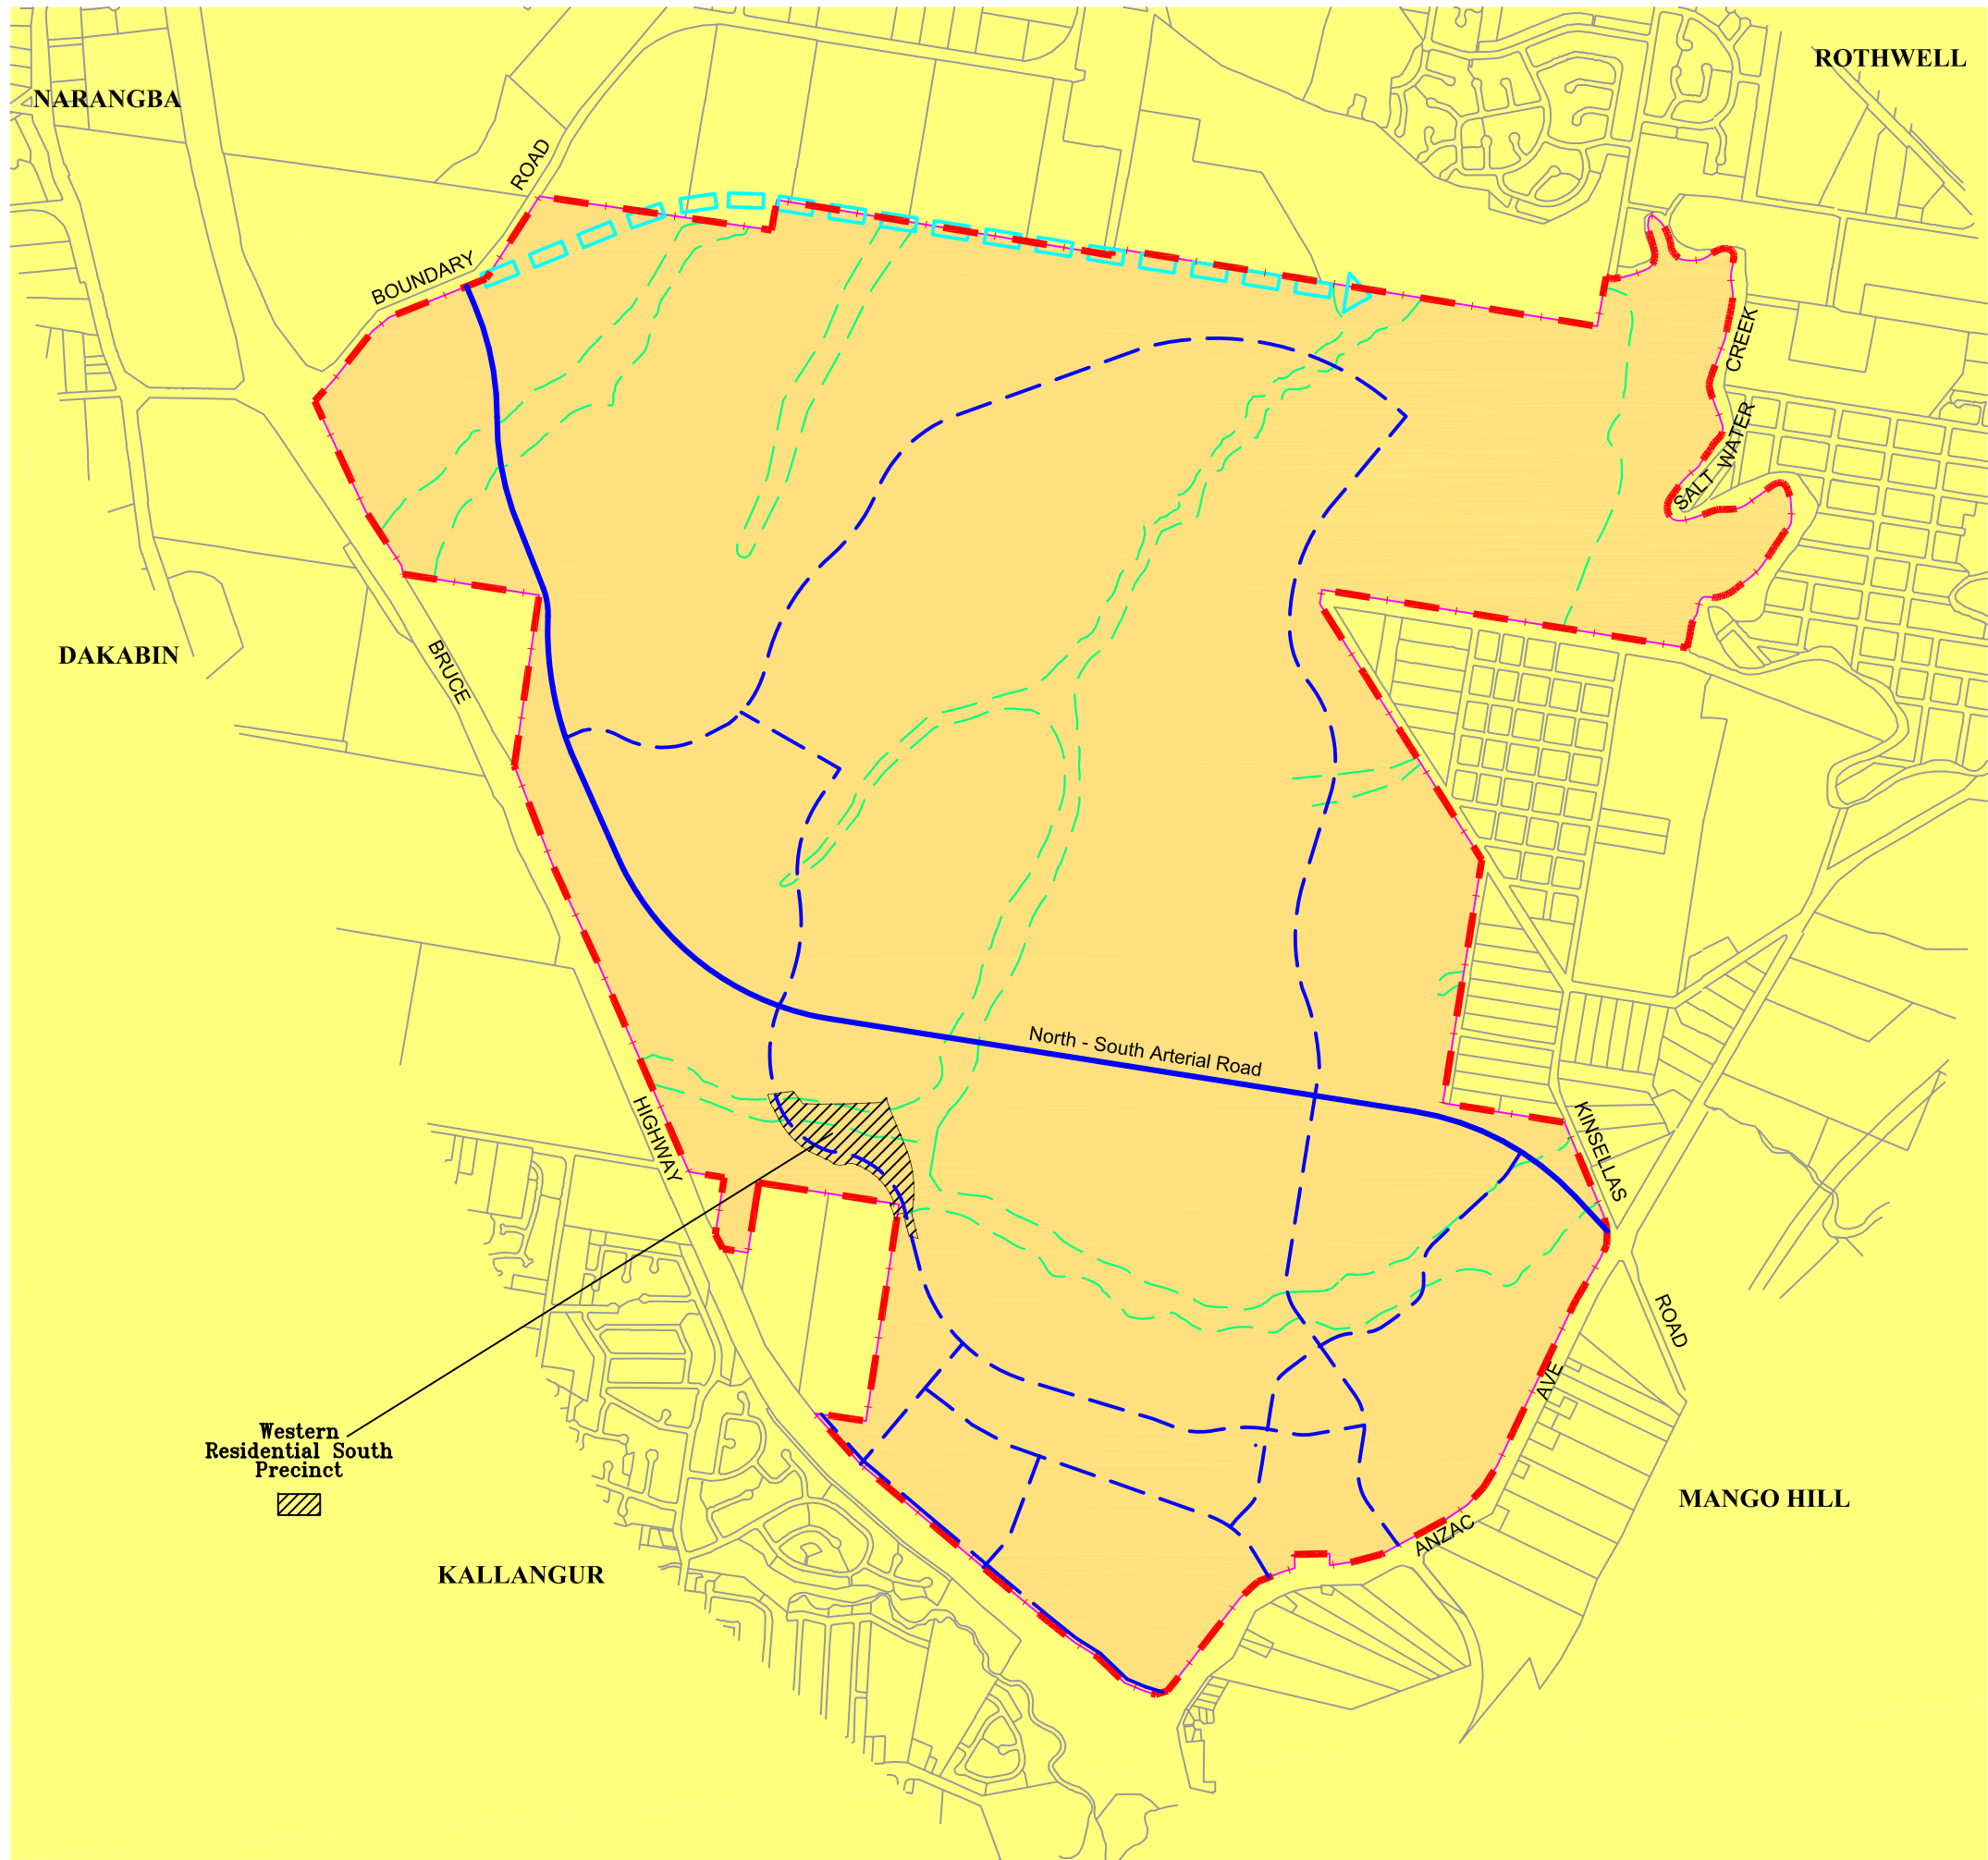 ROTHWELL
NARANGBA
ROAD
BOUNDARY
CREEK
SALT WATER
DAKABIN
BRUCE
North - South Arterial Road
HIGHWAY
KINSELLAS
ROAD
AVE
Western
Residential South
Precinct
MANGO HILL
ANZAC
KALLANGUR